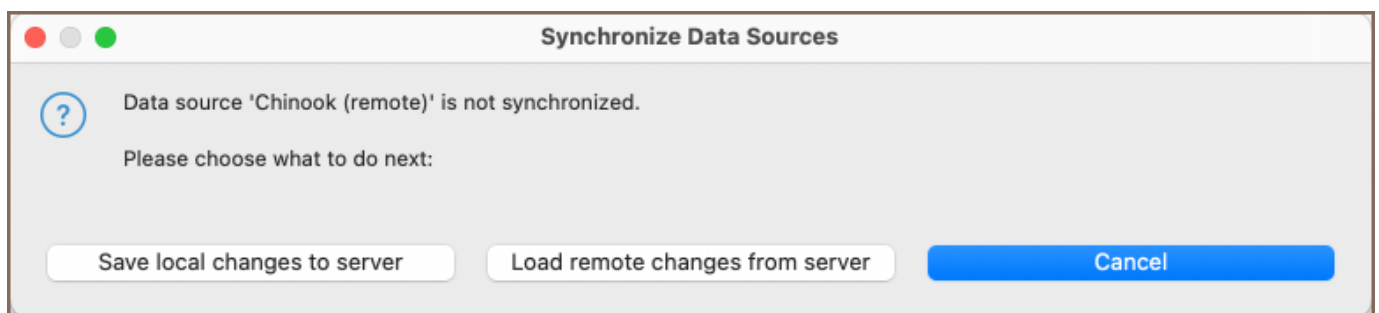 Synchronize Data Sources
?
Data source 'Chinook (remote)' is not synchronized.
Please choose what to do next:
Save local changes to server
Load remote changes from server
Cancel